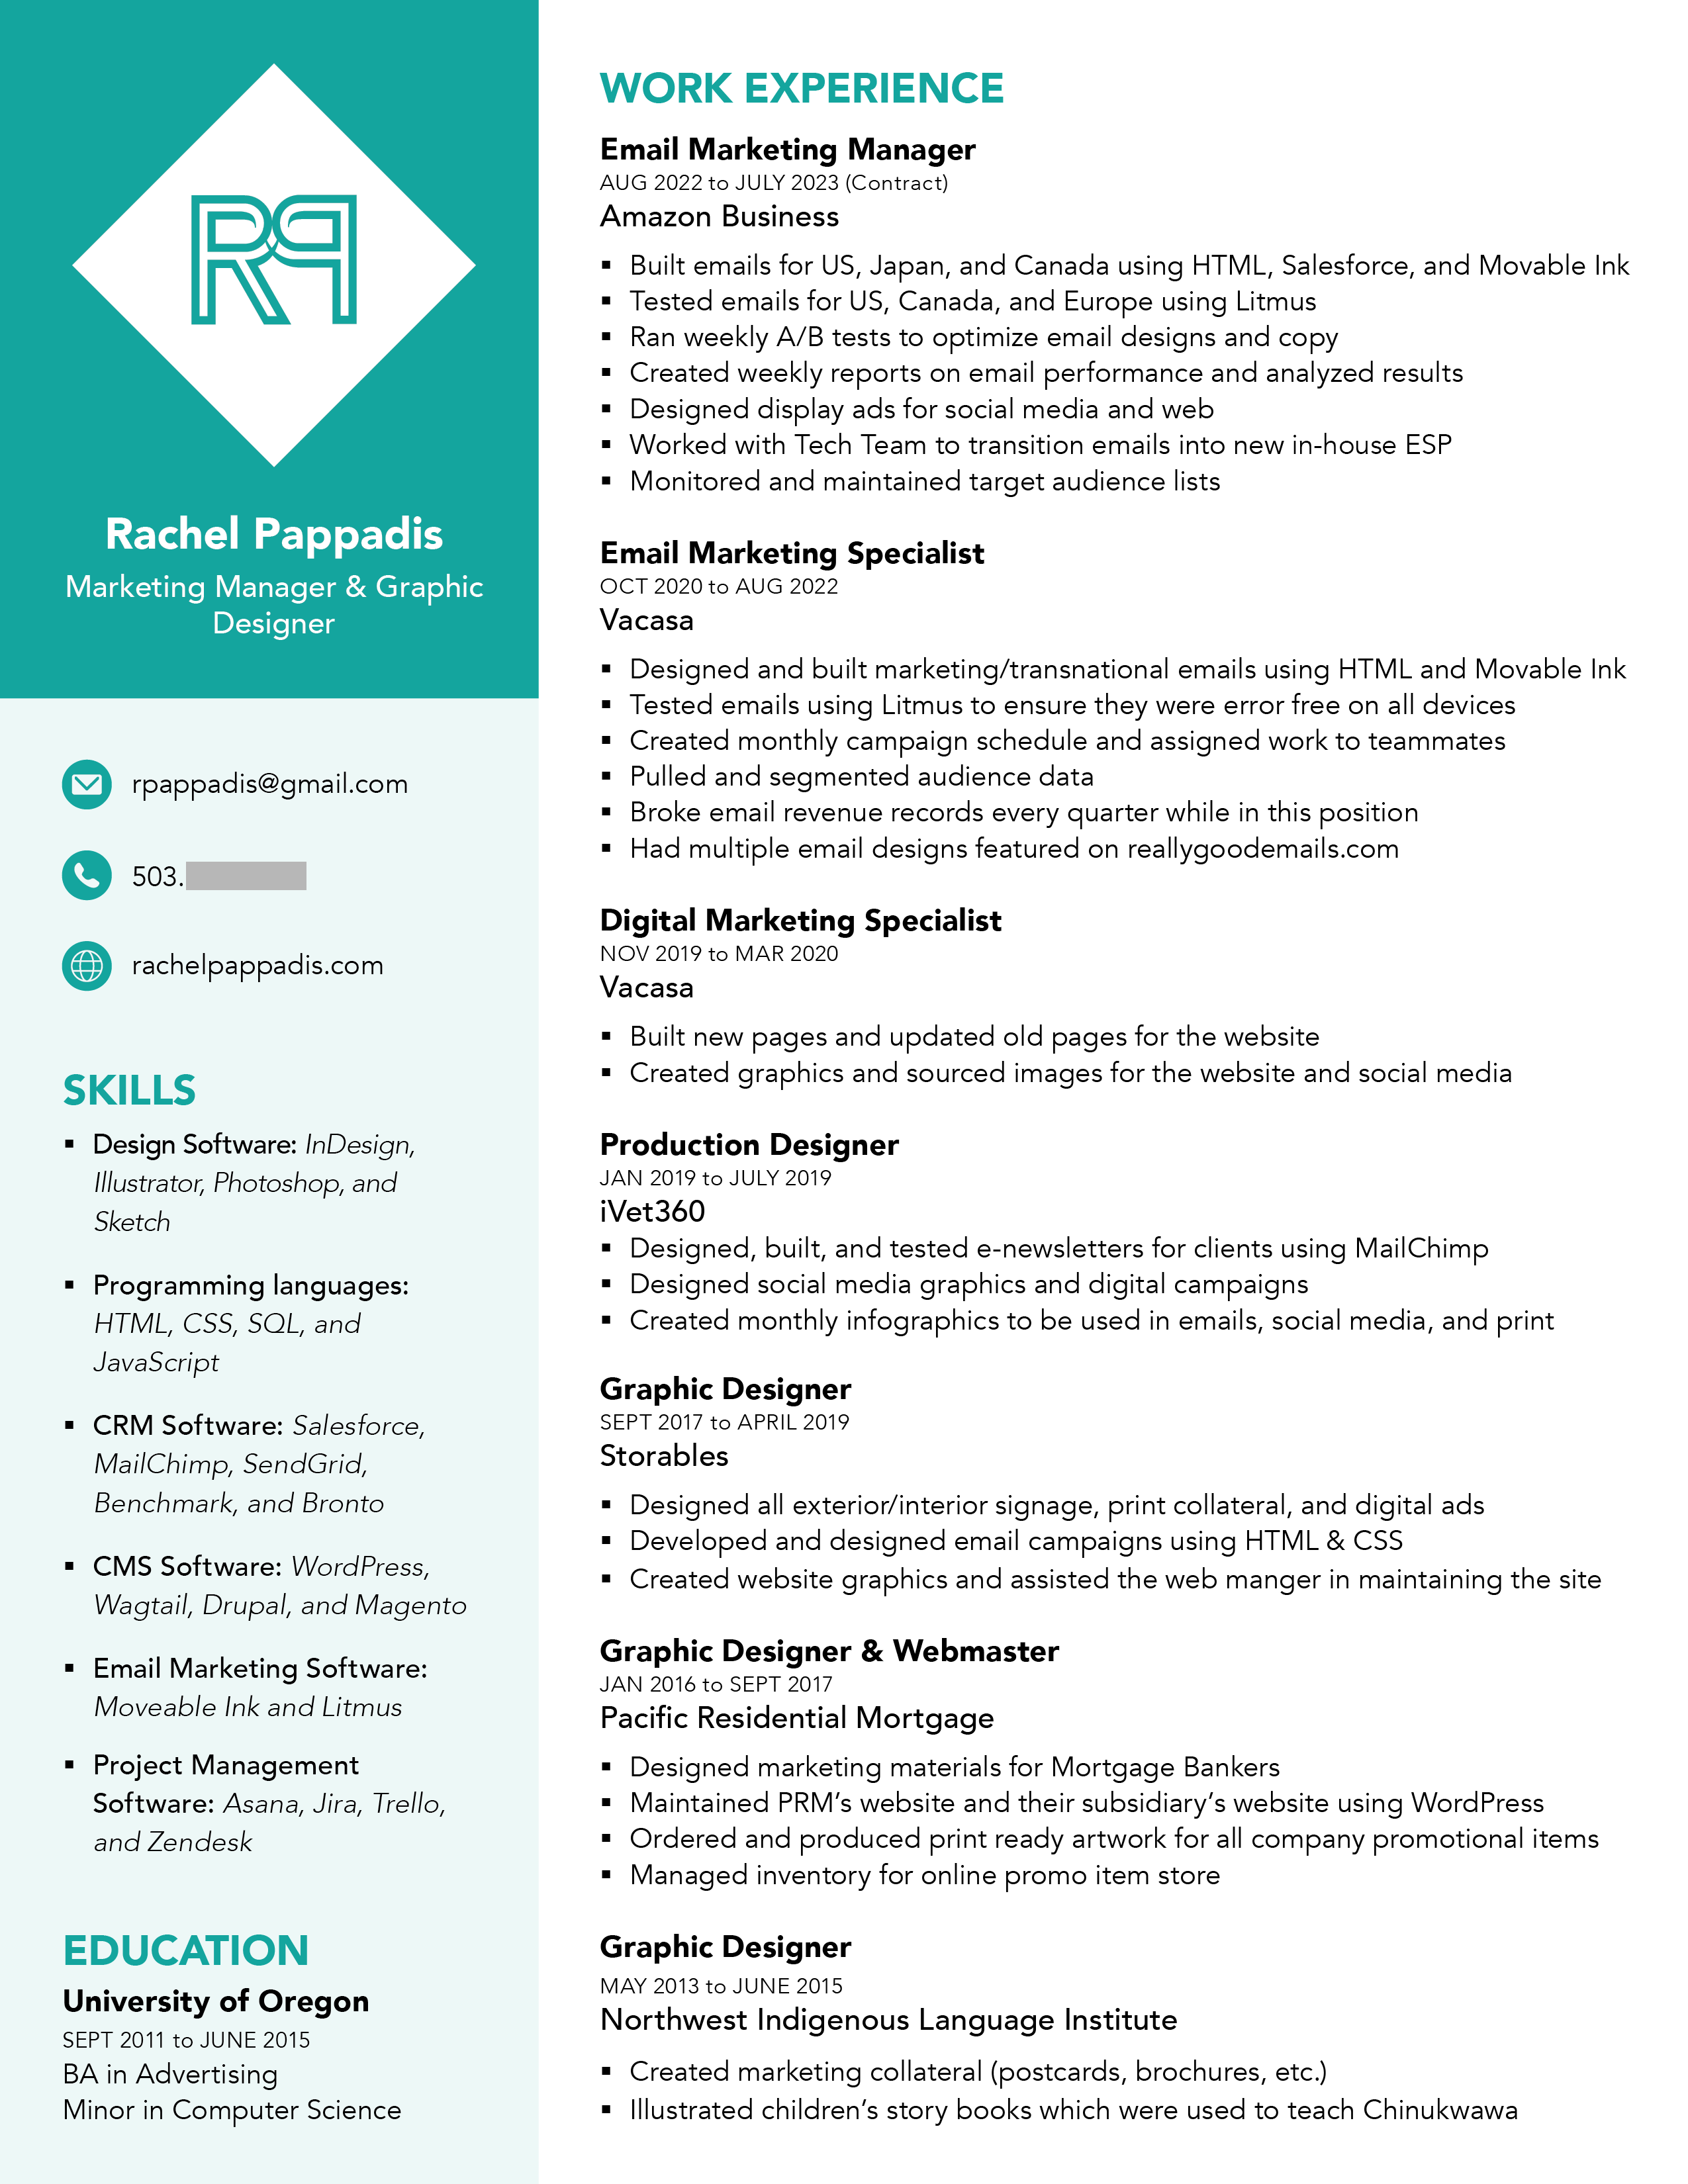 RP
Rachel Pappadis
Marketing Manager & Graphic
Designer
rpappadis@gmail.com
503.
rachelpappadis.com
SKILLS
▪ Design Software: InDesign,
Illustrator, Photoshop, and
Sketch
▪ Programming languages:
HTML, CSS, SQL, and
JavaScript
▪ CRM Software: Salesforce,
MailChimp, SendGrid,
Benchmark, and Bronto
▪ CMS Software: WordPress,
Wagtail, Drupal, and Magento
▪ Email Marketing Software:
Moveable Ink and Litmus
▪ Project Management
Software: Asana, Jira, Trello,
and Zendesk
EDUCATION
University of Oregon
SEPT 2011 to JUNE 2015
BA in Advertising
Minor in Computer Science
WORK EXPERIENCE
Email Marketing Manager
AUG 2022 to JULY 2023 (Contract)
Amazon Business
▪ Built emails for US, Japan, and Canada using HTML, Salesforce, and Movable Ink
▪ Tested emails for US, Canada, and Europe using Litmus
▪ Ran weekly A/B tests to optimize email designs and copy
▪ Created weekly reports on email performance and analyzed results
▪ Designed display ads for social media and web
▪ Worked with Tech Team to transition emails into new in-house ESP
▪ Monitored and maintained target audience lists
Email Marketing Specialist
OCT 2020 to AUG 2022
Vacasa
▪ Designed and built marketing/transnational emails using HTML and Movable Ink
▪ Tested emails using Litmus to ensure they were error free on all devices
▪ Created monthly campaign schedule and assigned work to teammates
▪ Pulled and segmented audience data
▪ Broke email revenue records every quarter while in this position
▪ Had multiple email designs featured on reallygoodemails.com
Digital Marketing Specialist
NOV 2019 to MAR 2020
Vacasa
▪ Built new pages and updated old pages for the website
▪ Created graphics and sourced images for the website and social media
Production Designer
JAN 2019 to JULY 2019
iVet360
▪ Designed, built, and tested e-newsletters for clients using MailChimp
▪ Designed social media graphics and digital campaigns
▪ Created monthly infographics to be used in emails, social media, and print
Graphic Designer
SEPT 2017 to APRIL 2019
Storables
▪ Designed all exterior/interior signage, print collateral, and digital ads
▪ Developed and designed email campaigns using HTML & CSS
▪ Created website graphics and assisted the web manger in maintaining the site
Graphic Designer & Webmaster
JAN 2016 to SEPT 2017
Pacific Residential Mortgage
▪ Designed marketing materials for Mortgage Bankers
▪ Maintained PRM’s website and their subsidiary’s website using WordPress
▪ Ordered and produced print ready artwork for all company promotional items
▪ Managed inventory for online promo item store
Graphic Designer
MAY 2013 to JUNE 2015
Northwest Indigenous Language Institute
▪ Created marketing collateral (postcards, brochures, etc.)
▪ Illustrated children’s story books which were used to teach Chinukwawa